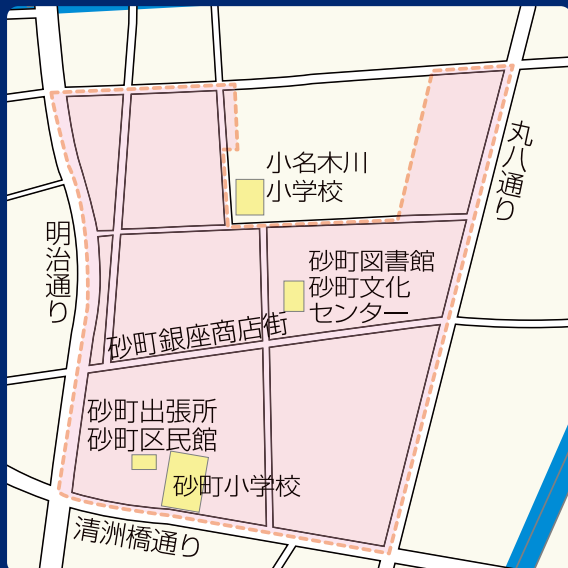 小名木川
小学校
丸八通り
明治通り
砂町図書館
砂町文化
センター
砂町銀座商店街
砂町出張所
砂町区民館
砂町小学校
清洲橋通り